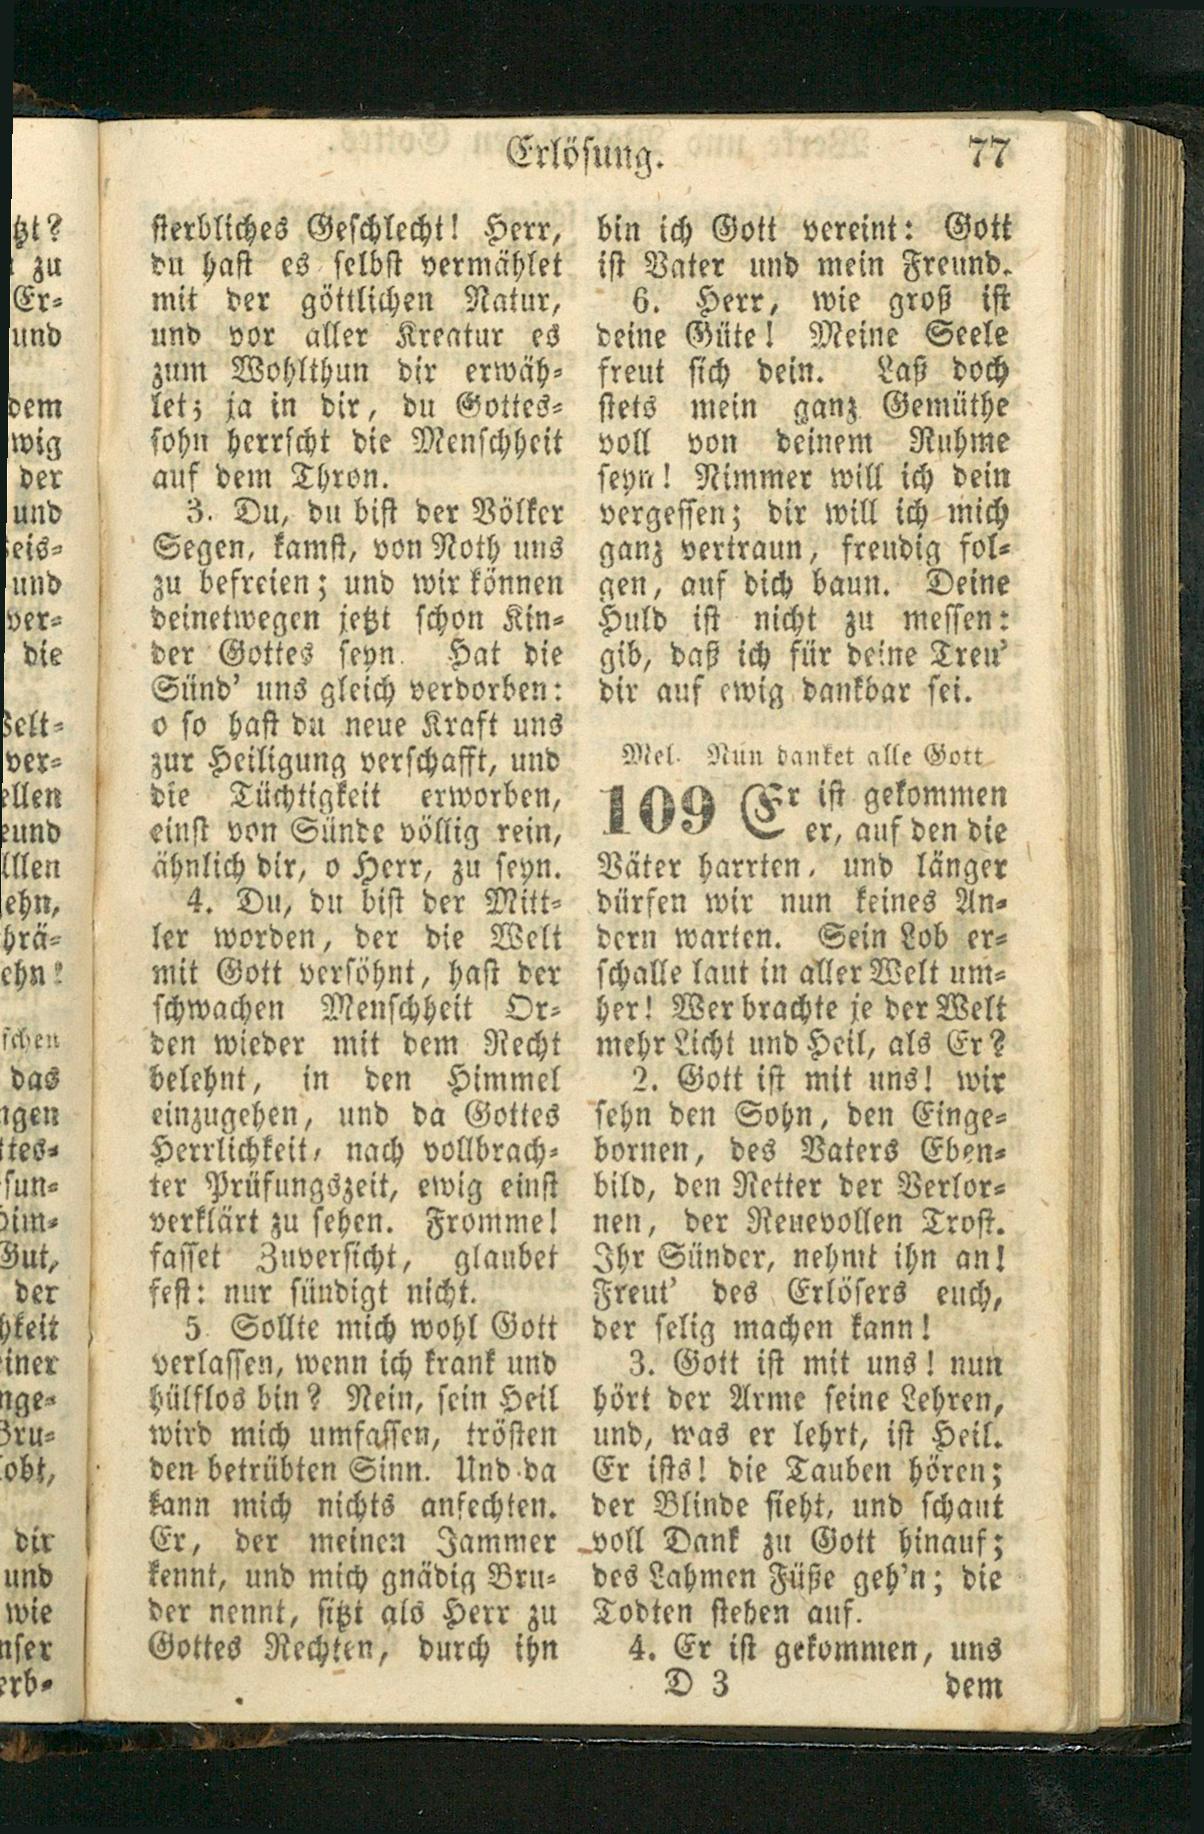 Erlösung.
77
sterbliches Geschlecht! Herr,
du hast es selbst vermählet
mit der göttlichen Natur,
und vor aller Kreatur es
zum Wohlthun dir erwäh-
let; ja in dir, du Gottes-
sohn herrscht die Menschheit
auf dem Thron.
3. Du, du bist der Völker
Segen, kamst, von Noth uns
zu befreien; und wir können
deinetwegen jetzt schon Kin-
der Gottes seyn. Hat die
Sünd' uns gleich verdorben:
o so hast du neue Kraft uns
zur Heiligung verschafft, und
die Tüchtigkeit erworben,
einst von Sünde völlig rein,
ähnlich dir, o Herr, zu seyn.
4. Du, du bist der Mitt-
ler worden, der die Welt
mit Gott versöhnt, hast der
schwachen Menschheit Or-
den wieder mit dem Recht
belehnt, in den Himmel
einzugehen, und da Gottes
Herrlichkeit, nach vollbrach-
ter Prüfungszeit, ewig einst
verklärt zu sehen. Fromme!
fasset Zuversicht, glaubet
fest: nur sündigt nicht.
5. Sollte mich wohl Gott
verlassen, wenn ich krank und
hülflos bin? Nein, sein Heil
wird mich umfassen, trösten
den betrübten Sinn. Und da
kann mich nichts anfechten.
Er, der meinen Jammer
kennt, und mich gnädig Bru-
der nennt, sitzt als Herr zu
Gottes Rechten, durch ihn
bin ich Gott vereint: Gott
ist Vater und mein Freund.
6. Herr, wie groß ist
deine Güte! Meine Seele
freut sich dein. Laß doch
stets mein ganz Gemüthe
voll von deinem Ruhme
seyn! Nimmer will ich dein
vergessen; dir will ich mich
ganz vertraun, freudig fol-
gen, auf dich baun. Deine
Huld ist nicht zu messen:
gib, daß ich für deine Treu'
dir auf ewig dankbar sei.
Mel. Nun danket alle Gott
109 Er ist gekommen
er, auf den die
Väter harrten, und länger
dürfen wir nun keines An-
dern warten. Sein Lob er-
schalle laut in aller Welt um-
her! Wer brachte je der Welt
mehr Licht und Heil, als Er?
2. Gott ist mit uns! wir
sehn den Sohn, den Einge-
bornen, des Vaters Eben-
bild, den Retter der Verlor-
nen, der Reuevollen Trost.
Ihr Sünder, nehmt ihn an!
Freut' des Erlösers euch,
der selig machen kann!
3. Gott ist mit uns! nun
hört der Arme seine Lehren,
und, was er lehrt, ist Heil.
Er ists! die Tauben hören;
der Blinde sieht, und schaut
voll Dank zu Gott hinauf;
des Lahmen Füße geh'n; die
Todten stehen auf.
4. Er ist gekommen, uns
D 3
dem